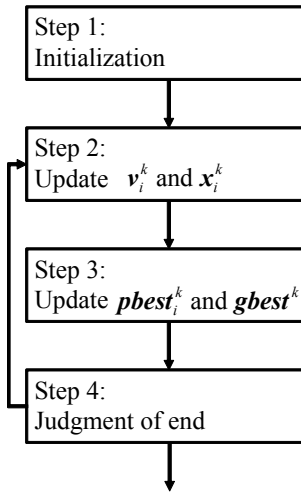 Step 1:
Initialization
Step 2:
Update v_i^k and x_i^k
Step 3:
Update pbest_i^k and gbest^k
Step 4:
Judgment of end